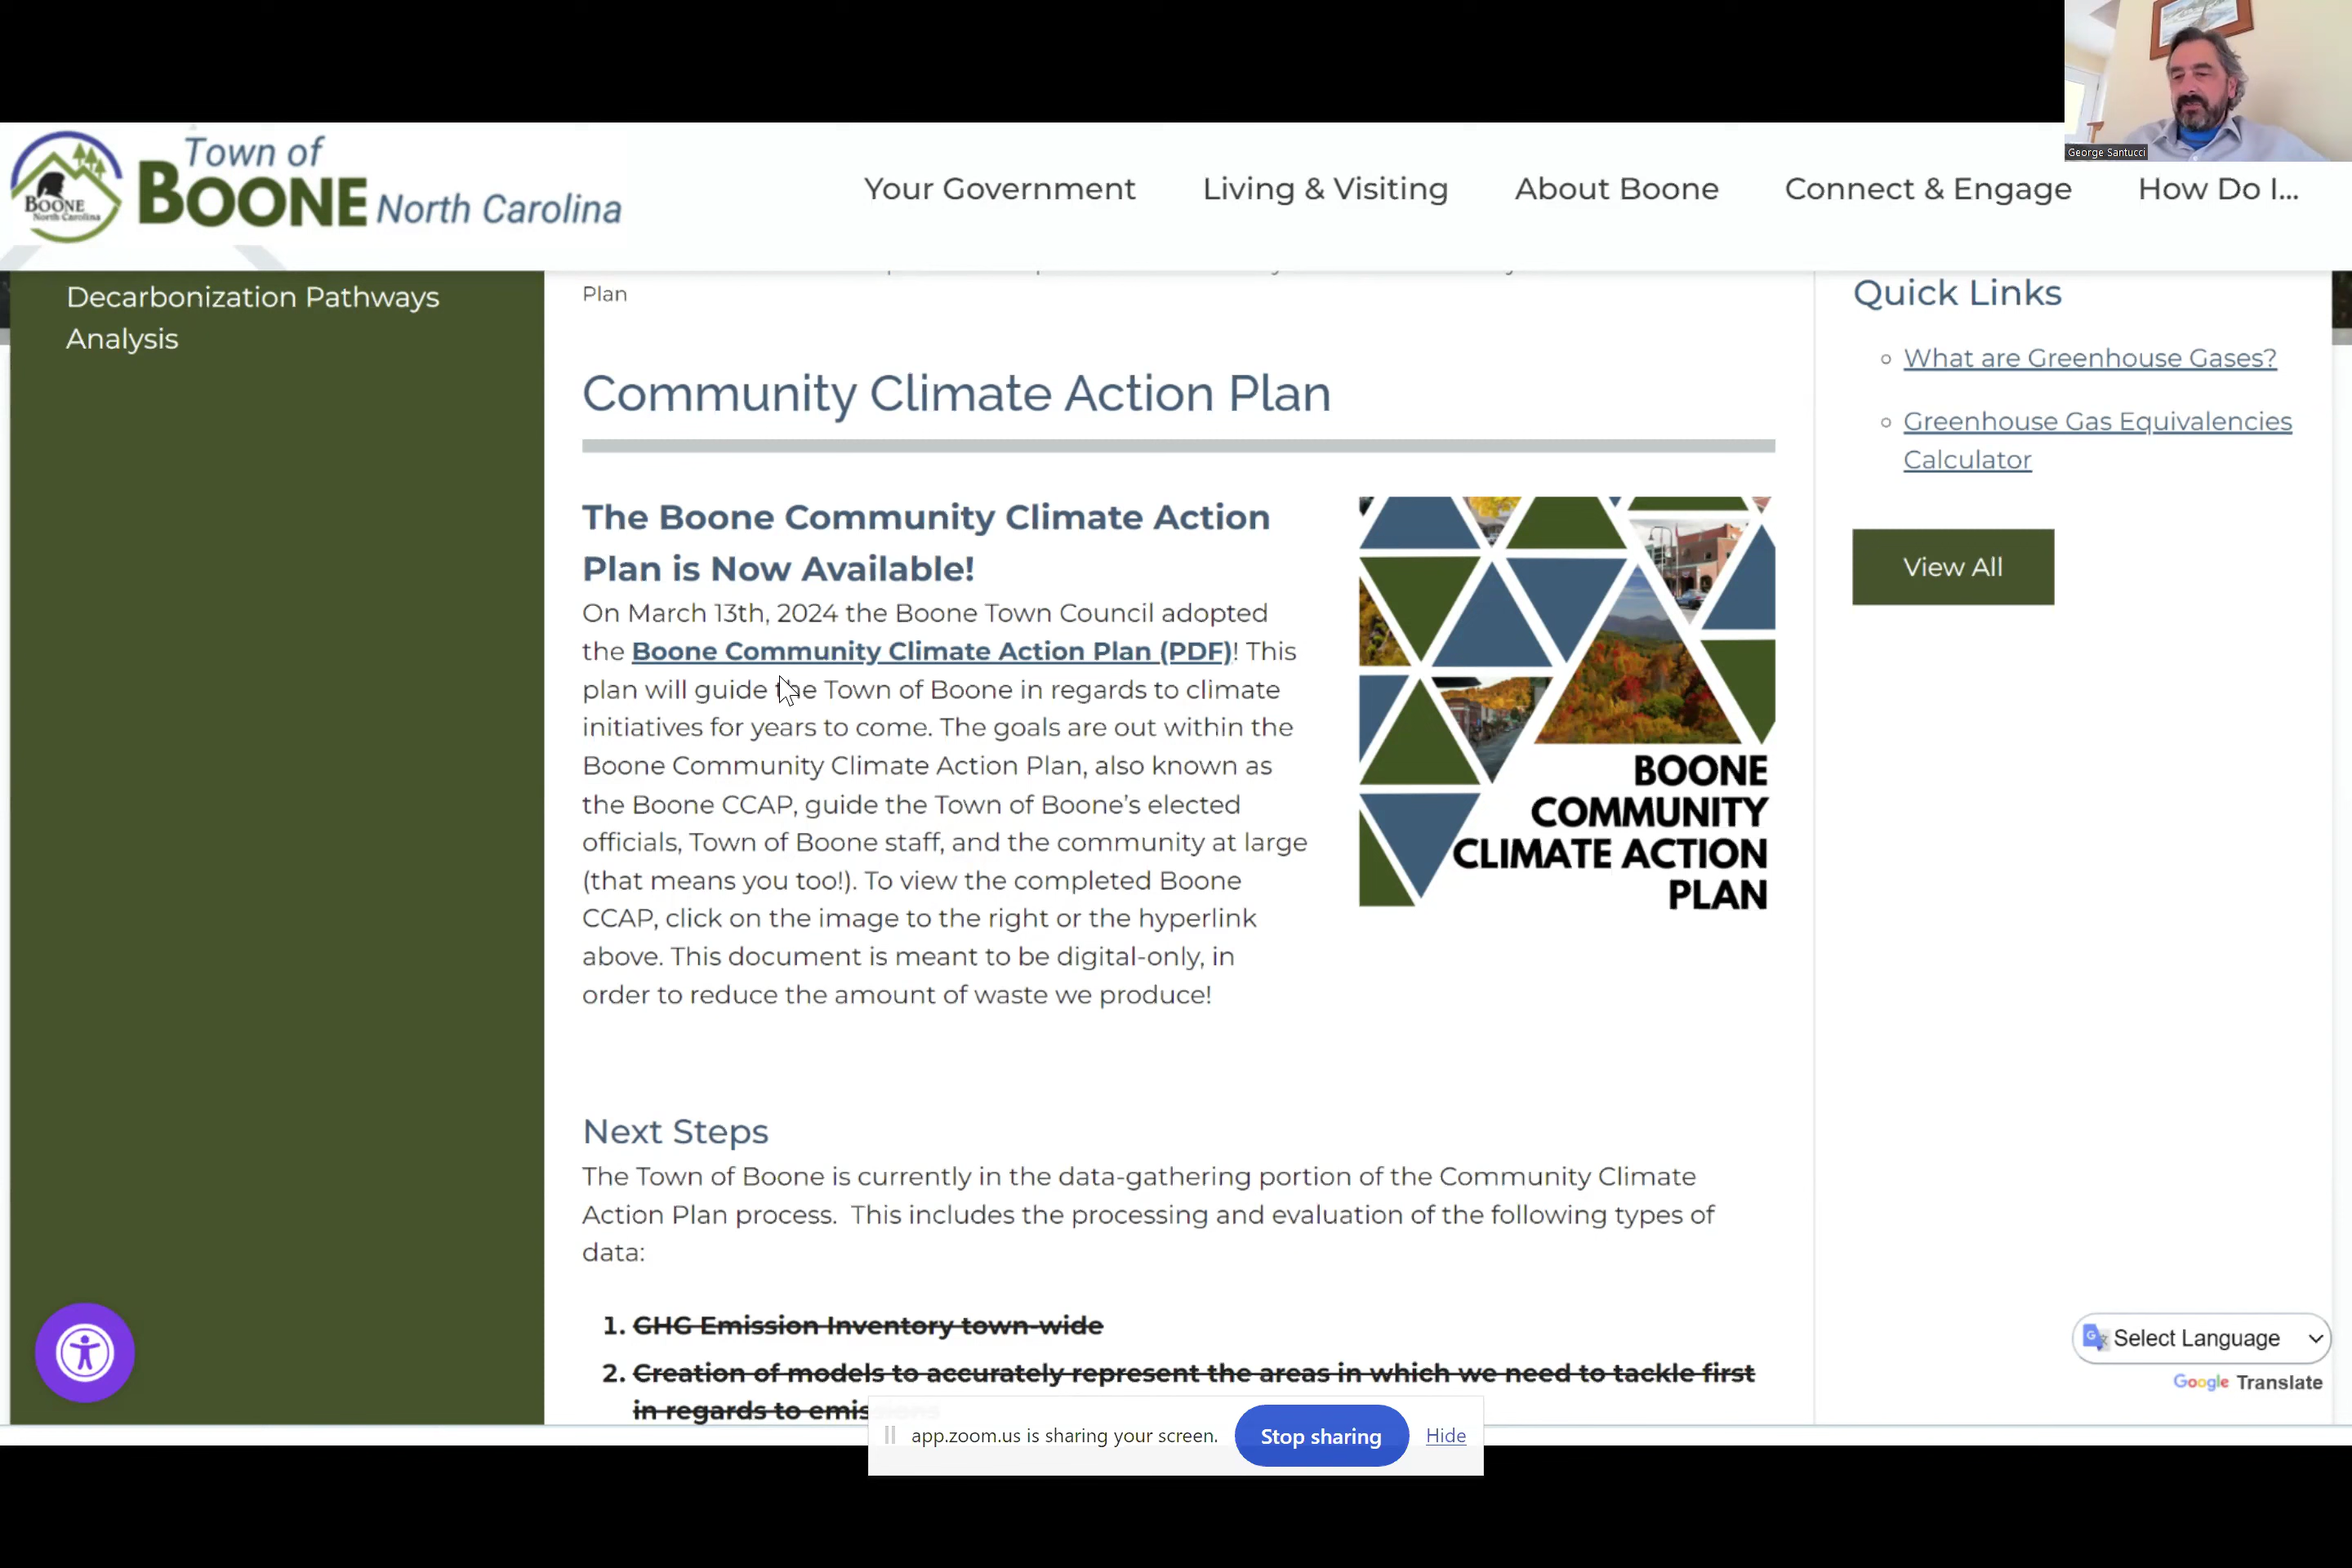 George Santucci
Town of
BOONE North Carolina
BOONE
North Carolina
Your Government
Living & Visiting
About Boone
Connect & Engage
How Do I...
Decarbonization Pathways
Analysis
Plan
Community Climate Action Plan
The Boone Community Climate Action
Plan is Now Available!
On March 13th, 2024 the Boone Town Council adopted
the Boone Community Climate Action Plan (PDF)! This
plan will guide the Town of Boone in regards to climate
initiatives for years to come. The goals are out within the
Boone Community Climate Action Plan, also known as
the Boone CCAP, guide the Town of Boone's elected
officials, Town of Boone staff, and the community at large
(that means you too!). To view the completed Boone
CCAP, click on the image to the right or the hyperlink
above. This document is meant to be digital-only, in
order to reduce the amount of waste we produce!
BOONE
COMMUNITY
CLIMATE ACTION
PLAN
Quick Links
What are Greenhouse Gases?
Greenhouse Gas Equivalencies
Calculator
View All
Next Steps
The Town of Boone is currently in the data-gathering portion of the Community Climate
Action Plan process.  This includes the processing and evaluation of the following types of
data:
1. GHG Emission Inventory town-wide
2. Creation of models to accurately represent the areas in which we need to tackle first
in regards to
Select Language
Google Translate
app.zoom.us is sharing your screen.
Stop sharing
Hide